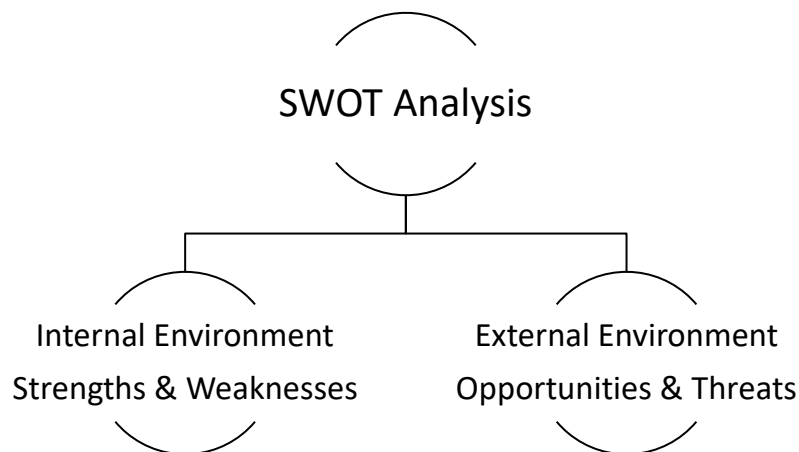 SWOT Analysis
Internal Environment
Strengths & Weaknesses
External Environment
Opportunities & Threats